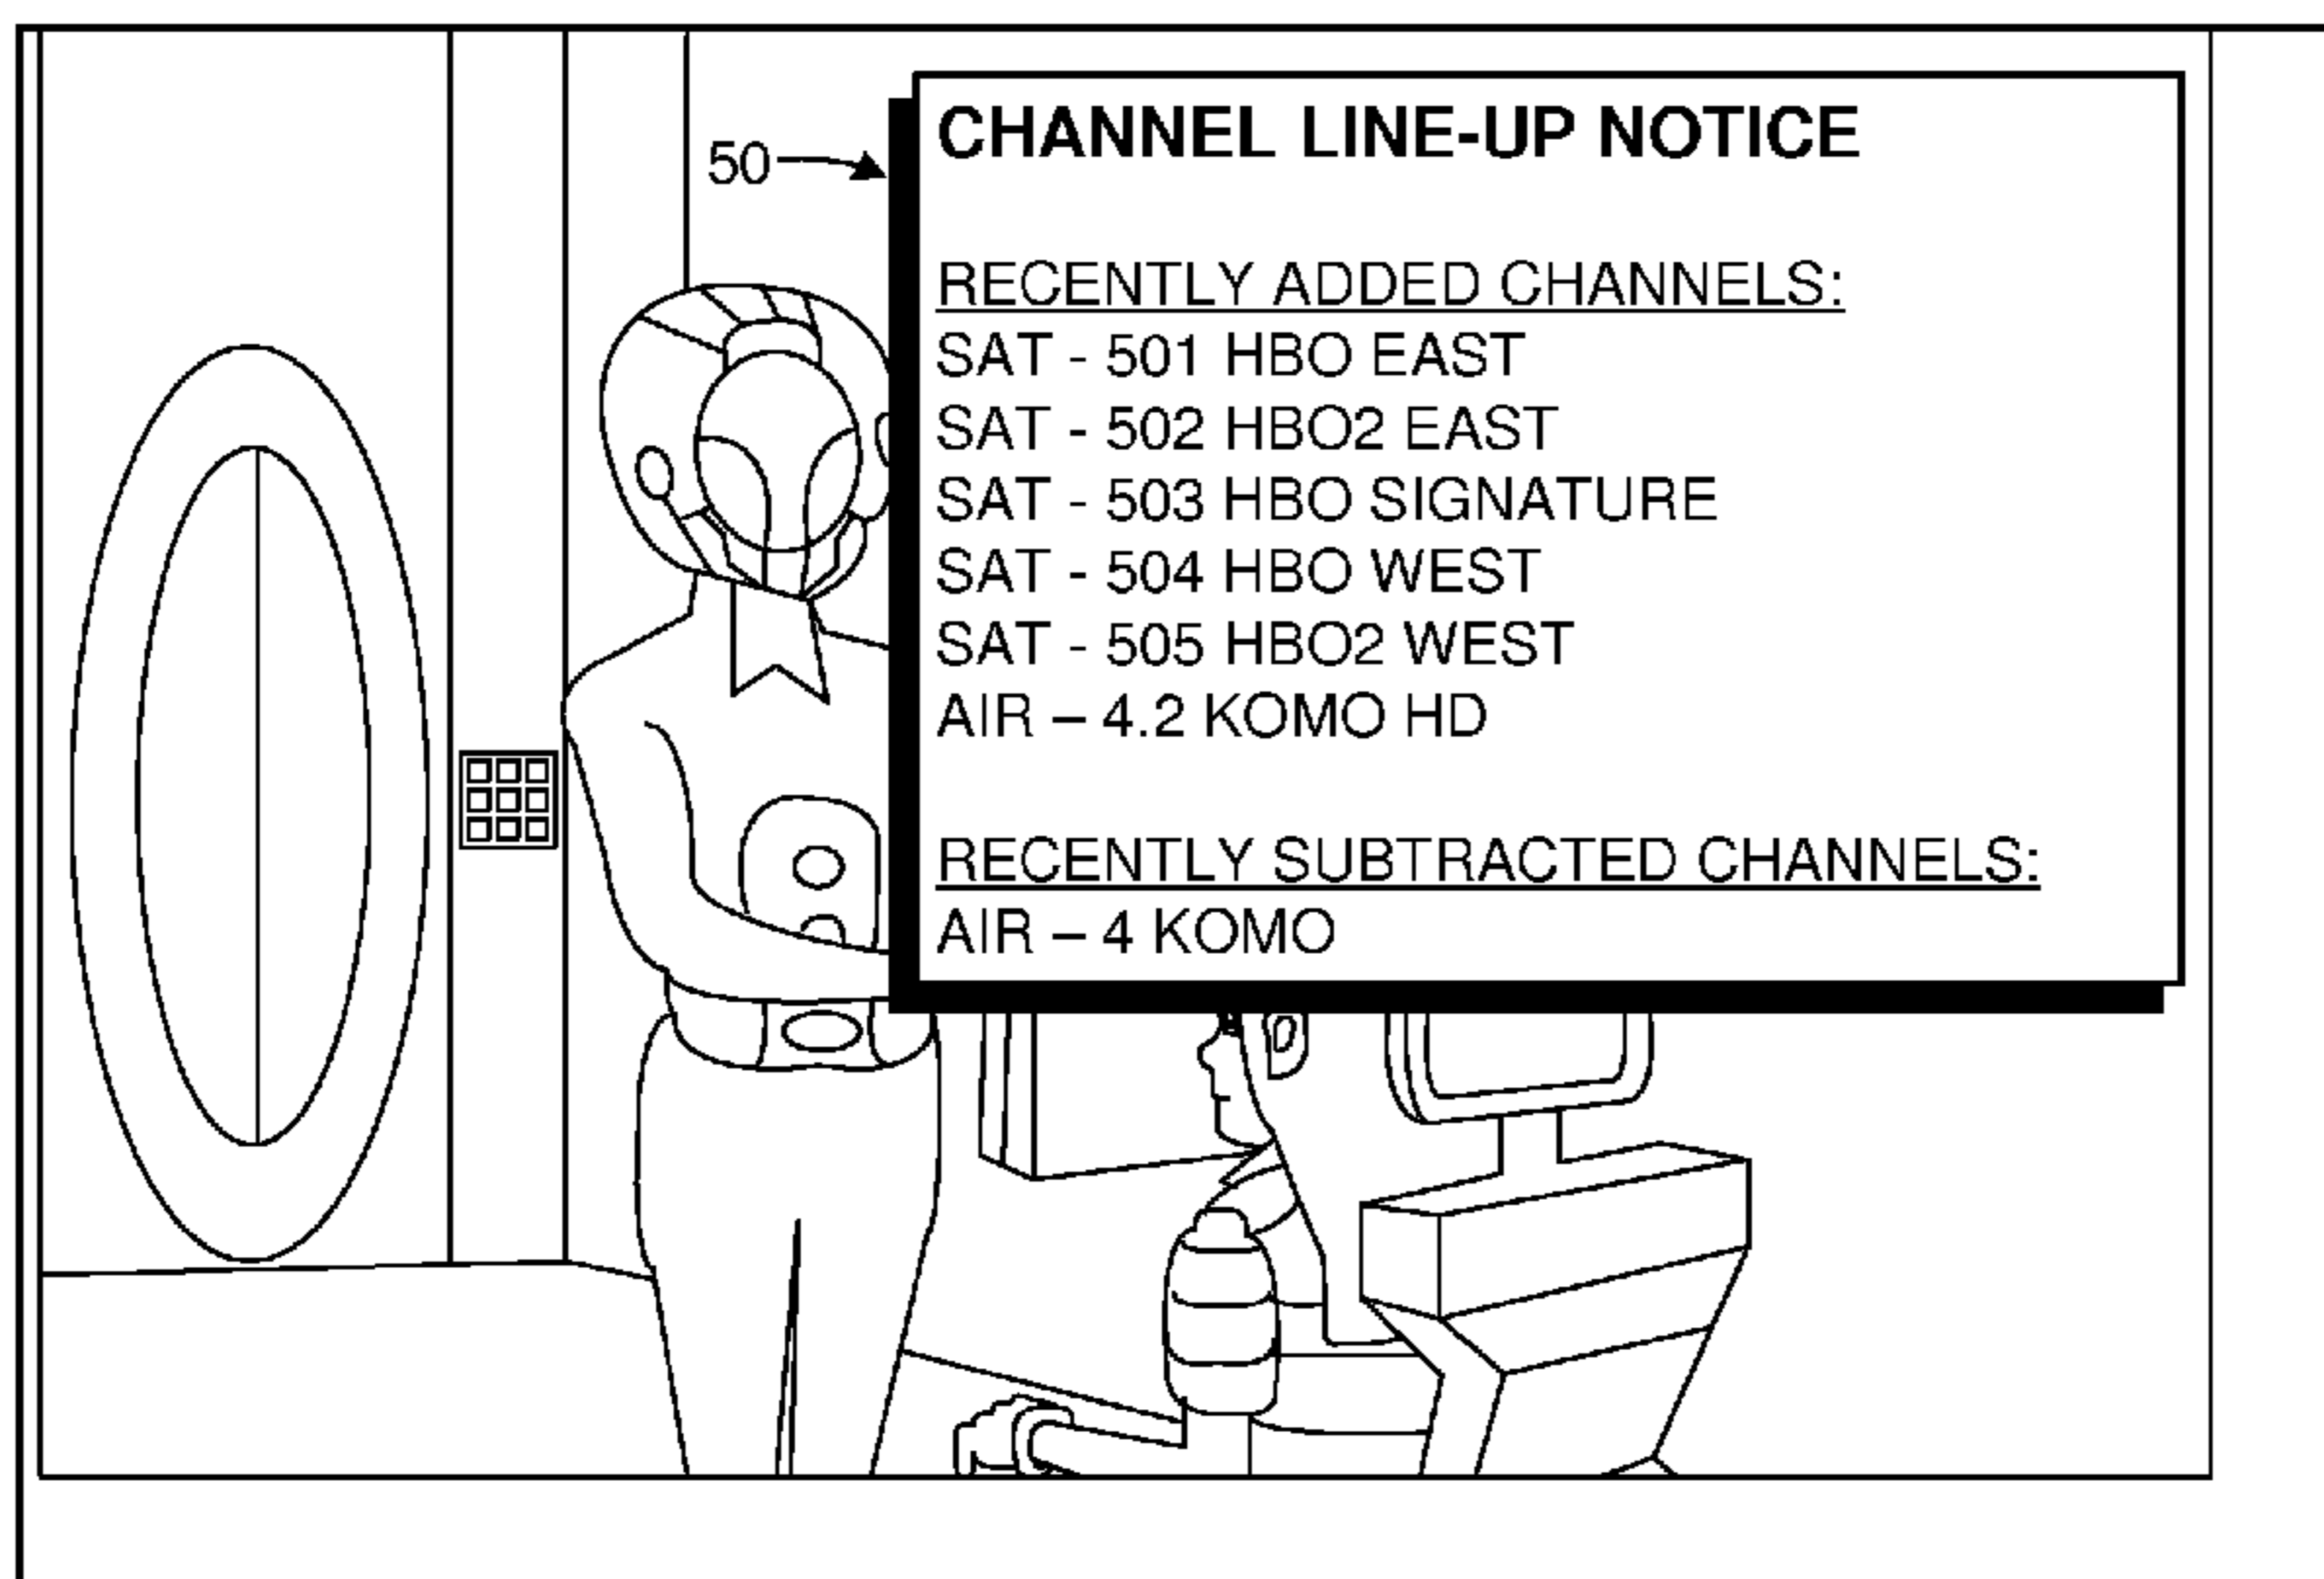 50
CHANNEL LINE-UP NOTICE
RECENTLY ADDED CHANNELS:
SAT - 501 HBO EAST
SAT - 502 HBO2 EAST
SAT - 503 HBO SIGNATURE
SAT - 504 HBO WEST
SAT - 505 HBO2 WEST
AIR – 4.2 KOMO HD
RECENTLY SUBTRACTED CHANNELS:
AIR – 4 KOMO